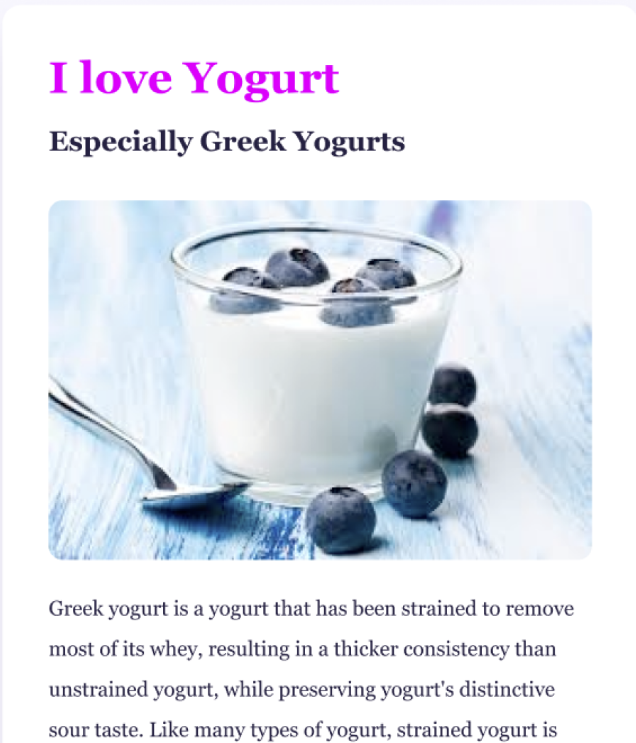 I love Yogurt
Especially Greek Yogurts
Greek yogurt is a yogurt that has been strained to remove
most of its whey, resulting in a thicker consistency than
unstrained yogurt, while preserving yogurt's distinctive
sour taste. Like many types of yogurt, strained yogurt is